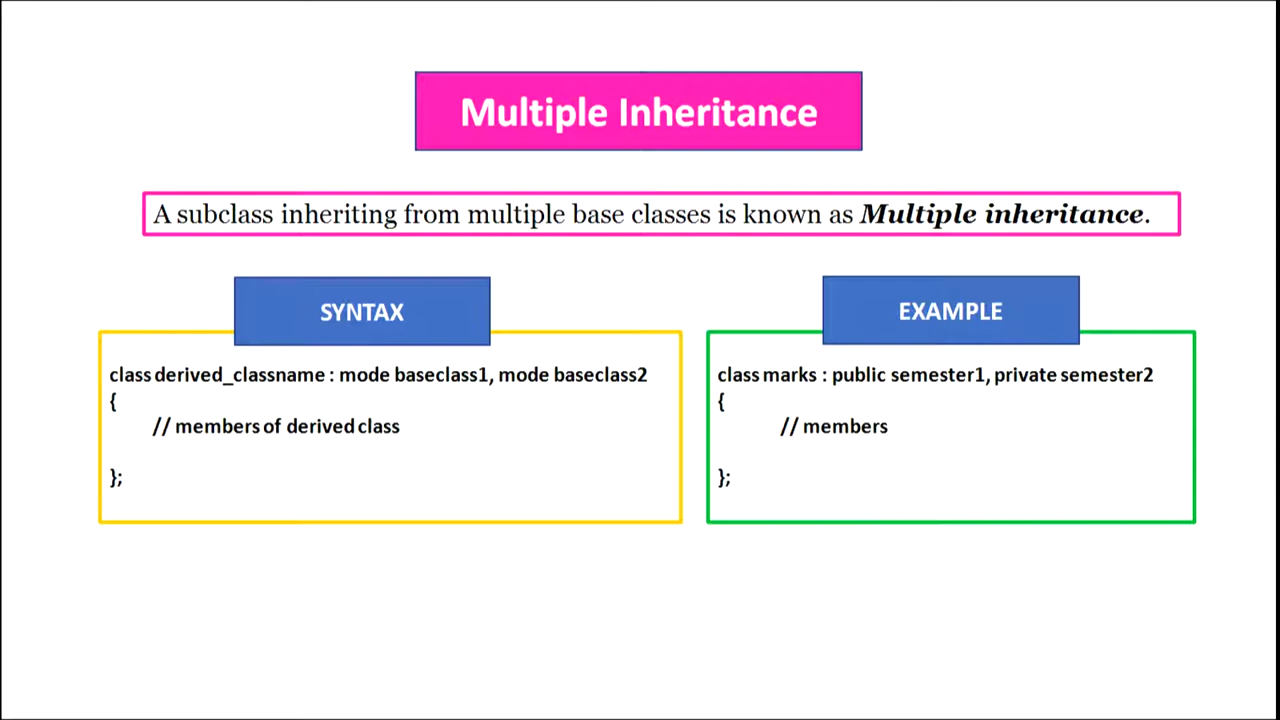 Multiple Inheritance
A subclass inheriting from multiple base classes is known as Multiple inheritance.
SYNTAX
class derived_classname : mode baseclass1, mode baseclass2
{
// members of derived class
};
EXAMPLE
class marks : public semester1, private semester2
{
// members
};